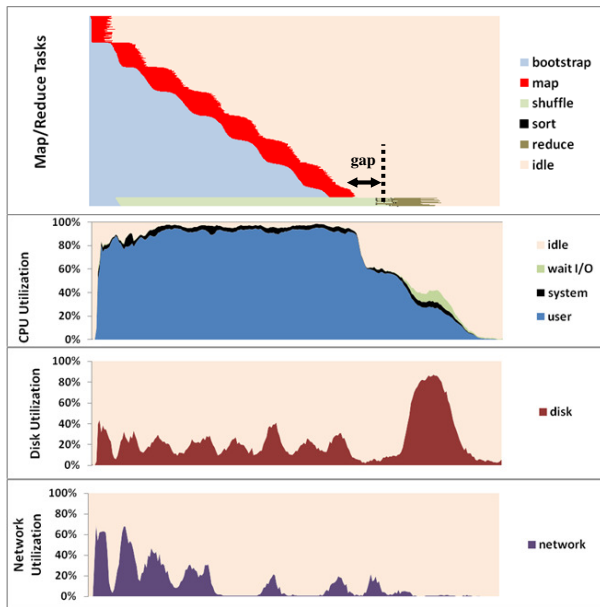 Map/Reduce Tasks
gap
bootstrap
map
shuffle
sort
reduce
idle
CPU Utilization
100%
80%
60%
40%
20%
0%
idle
wait I/O
system
user
Disk Utilization
100%
80%
60%
40%
20%
0%
disk
Network
Utilization
100%
80%
60%
40%
20%
0%
network